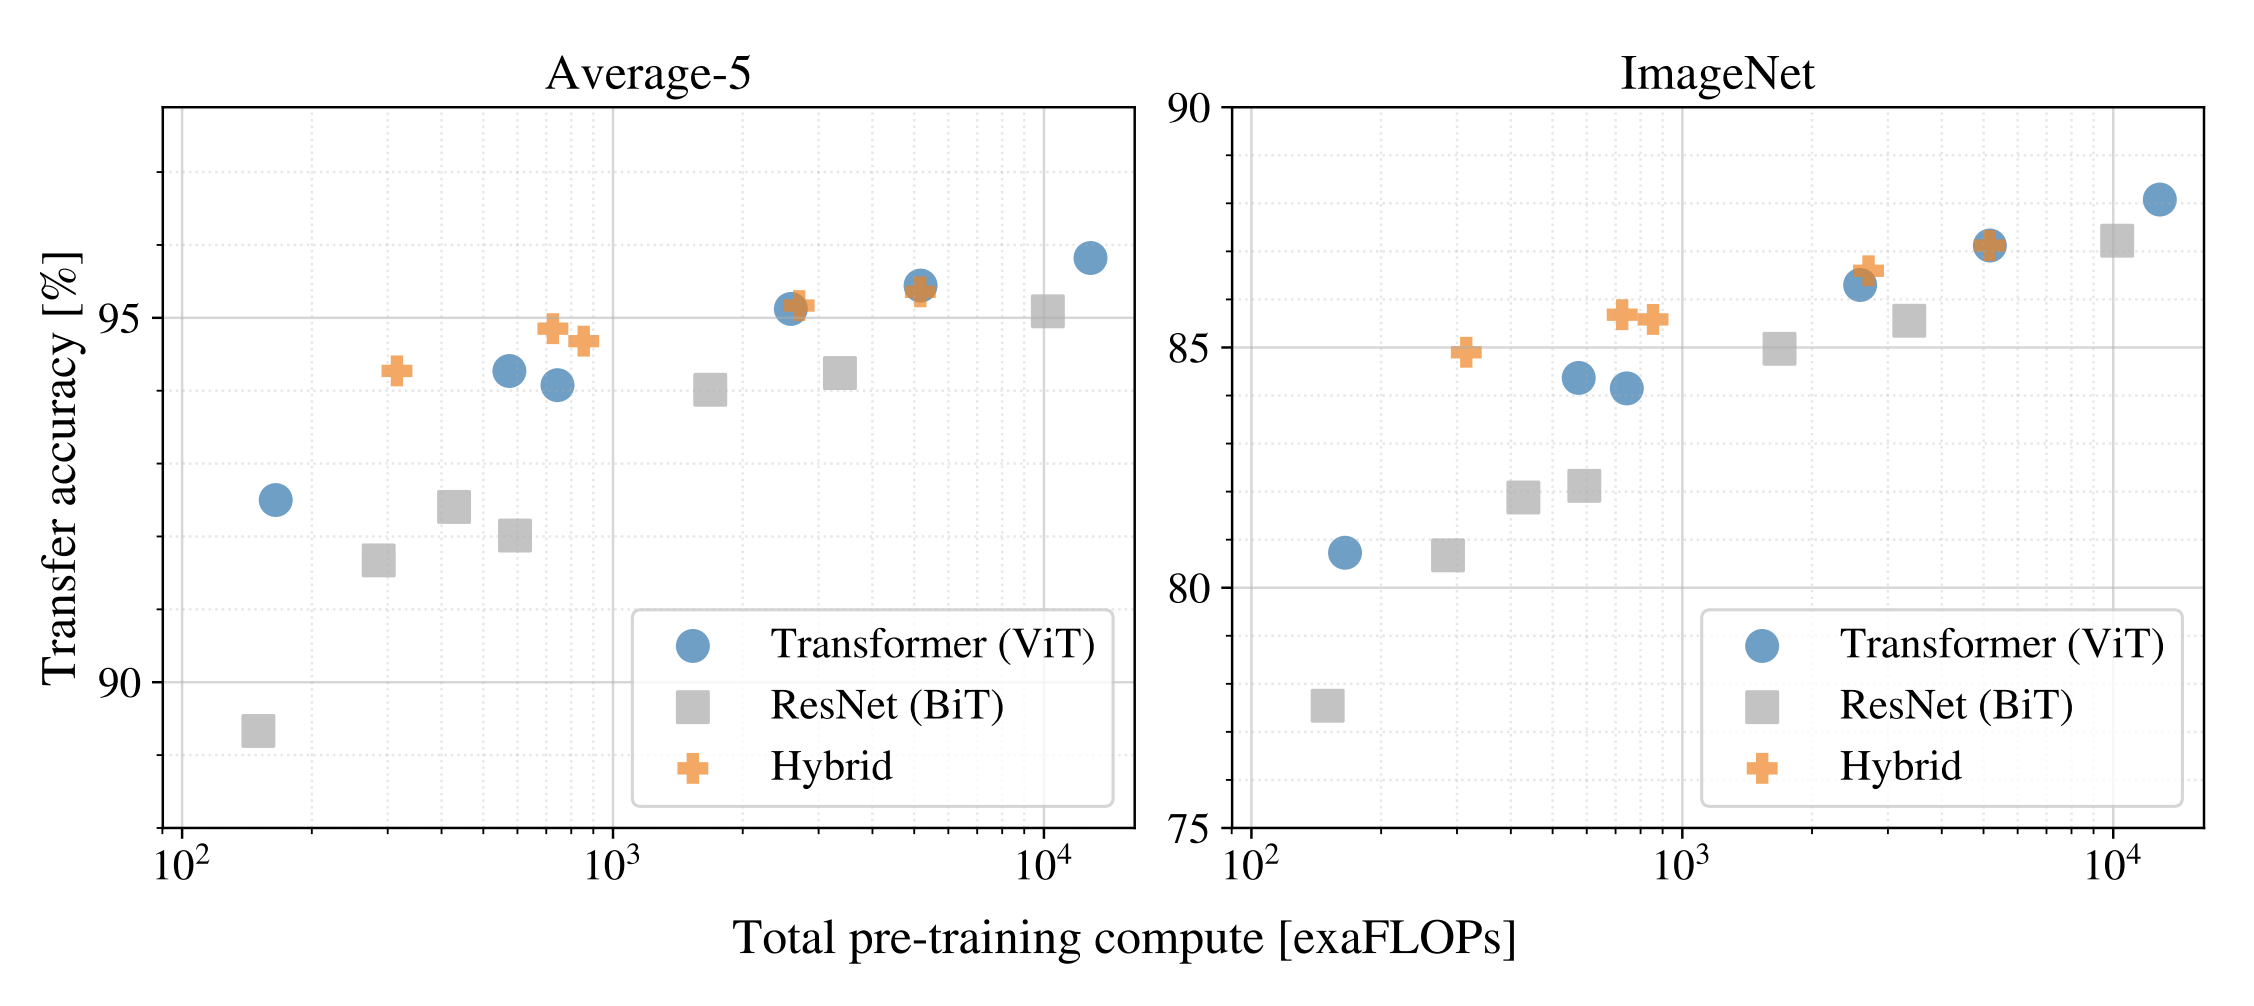 Average-5
ImageNet
Transfer accuracy [%]
95
90
10²
10³
10⁴
Transformer (ViT)
ResNet (BiT)
Hybrid
90
85
80
75
10²
10³
10⁴
Transformer (ViT)
ResNet (BiT)
Hybrid
Total pre-training compute [exaFLOPs]